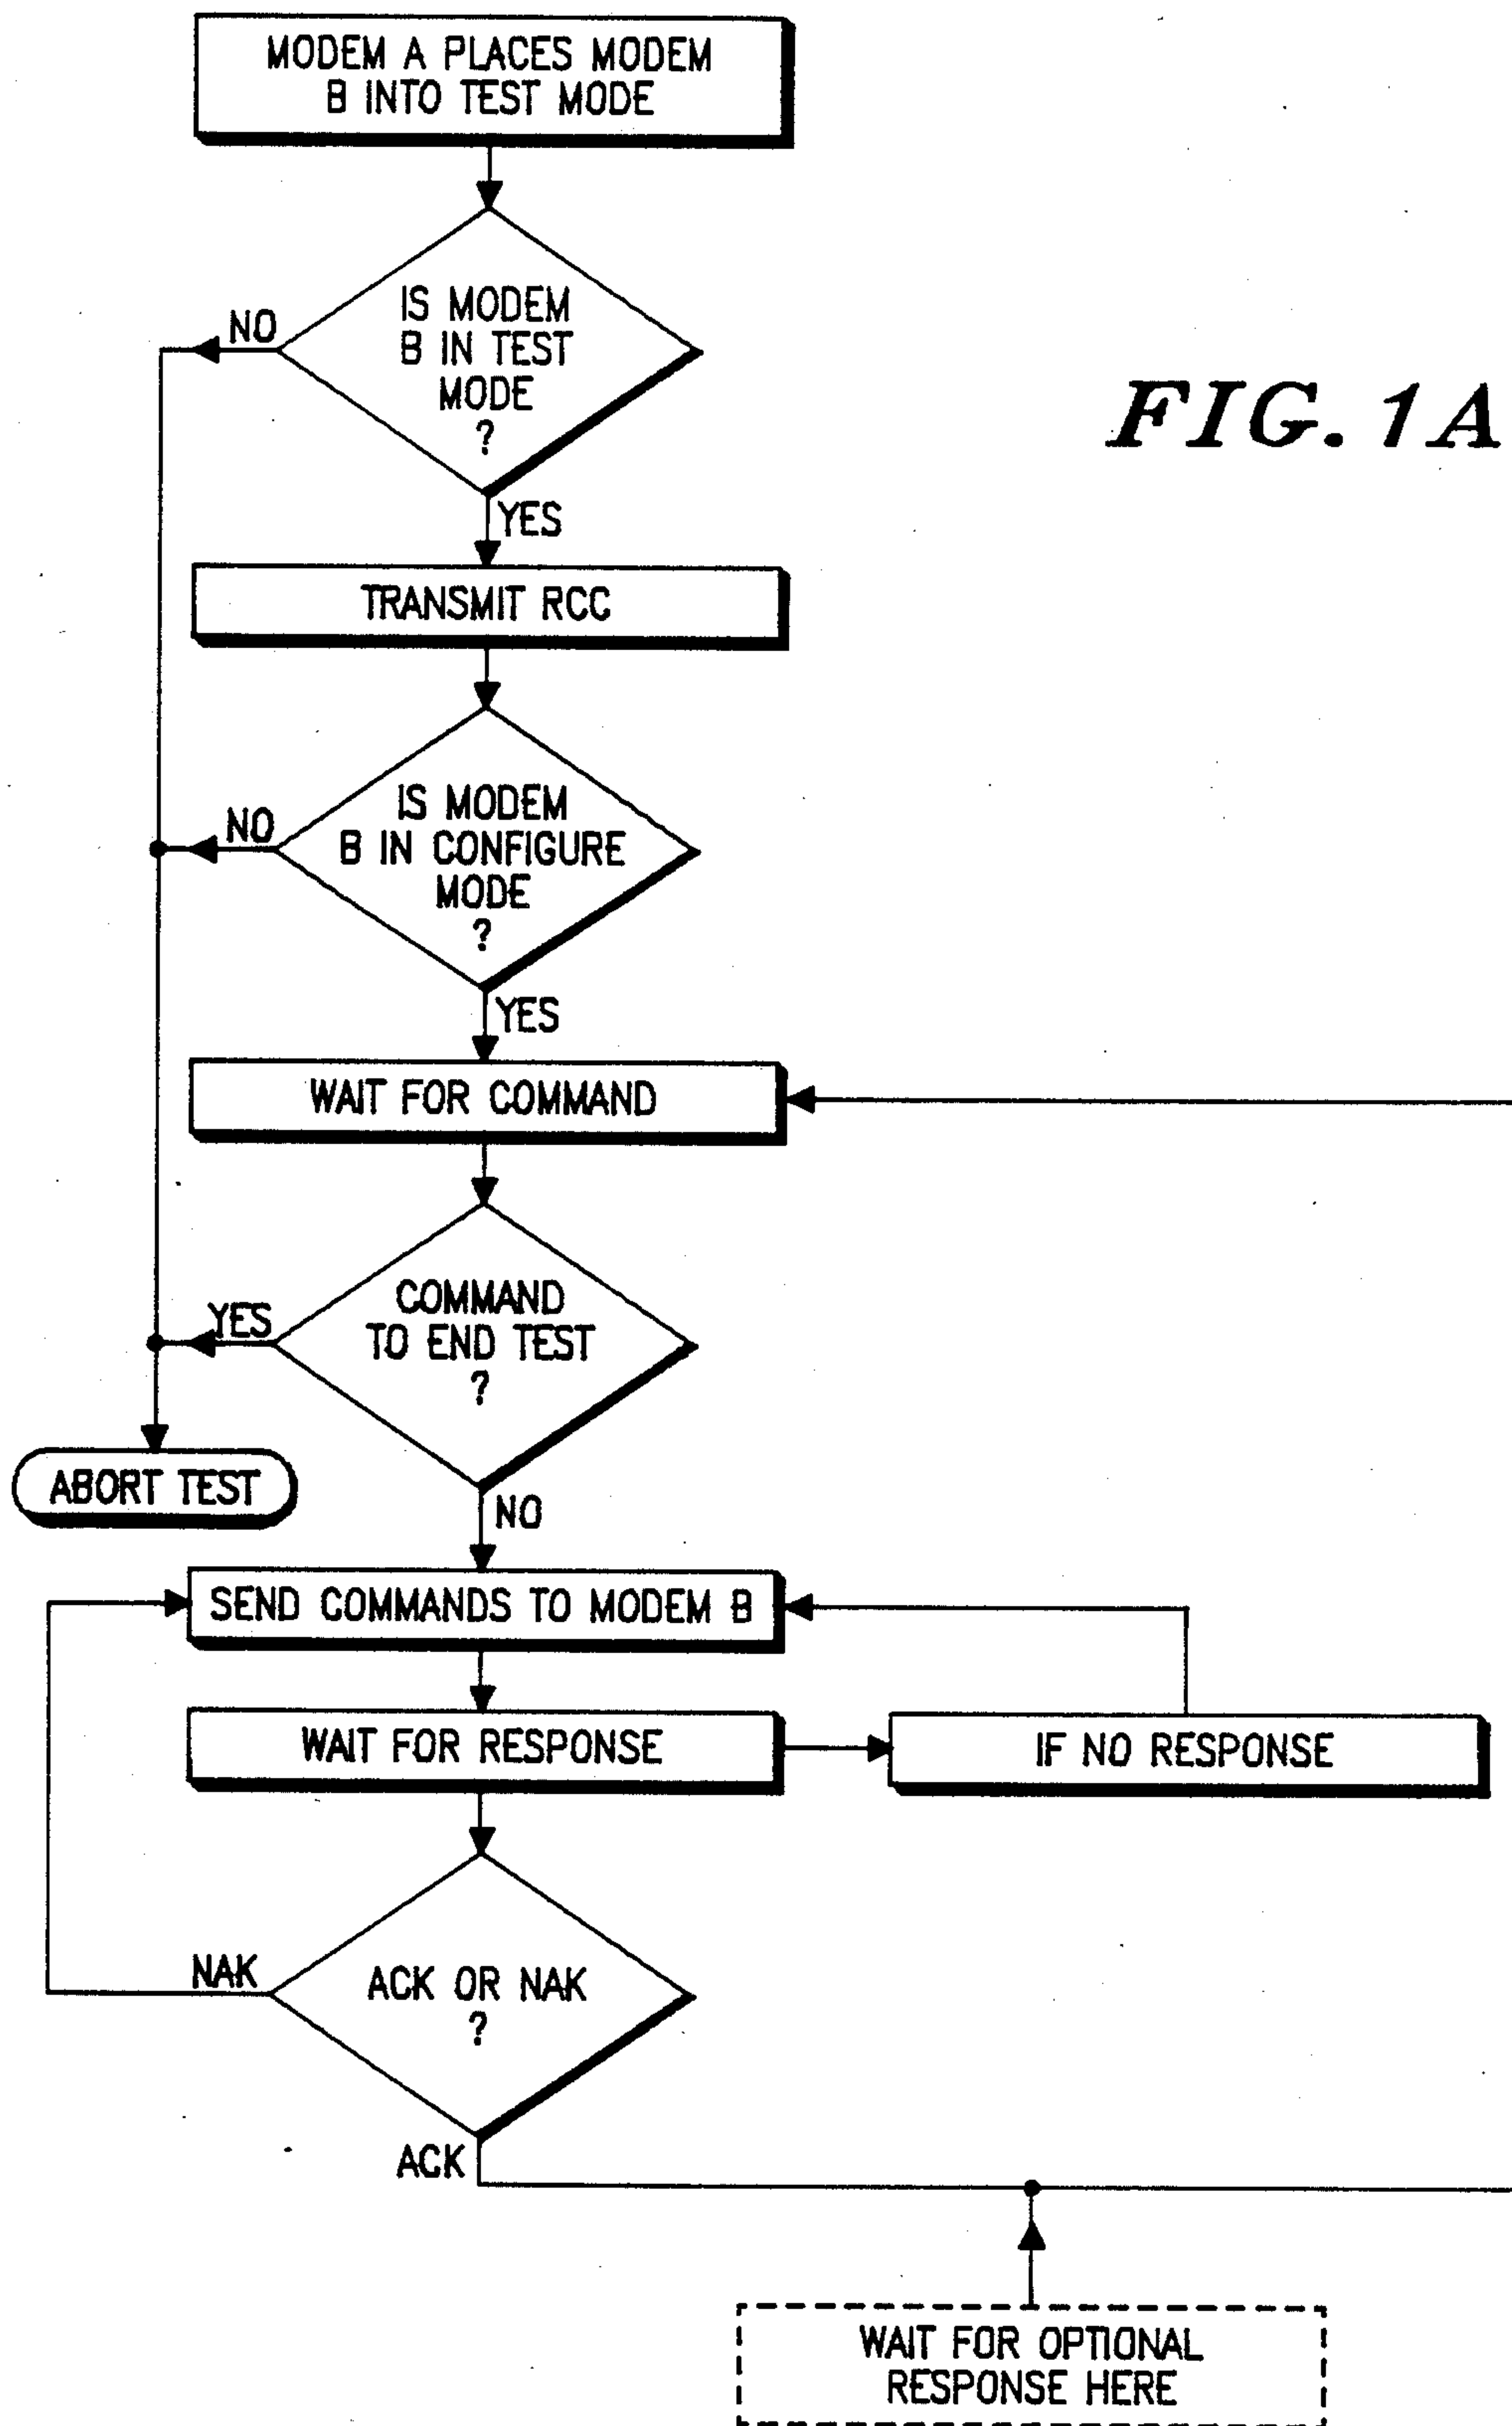 MODEM A PLACES MODEM
B INTO TEST MODE
IS MODEM
B IN TEST
MODE
?
NO
FIG. 1A
YES
TRANSMIT RCC
IS MODEM
B IN CONFIGURE
MODE
?
NO
YES
WAIT FOR COMMAND
COMMAND
TO END TEST
?
YES
ABORT TEST
NO
SEND COMMANDS TO MODEM B
WAIT FOR RESPONSE
IF NO RESPONSE
ACK OR NAK
?
NAK
ACK
WAIT FOR OPTIONAL
RESPONSE HERE